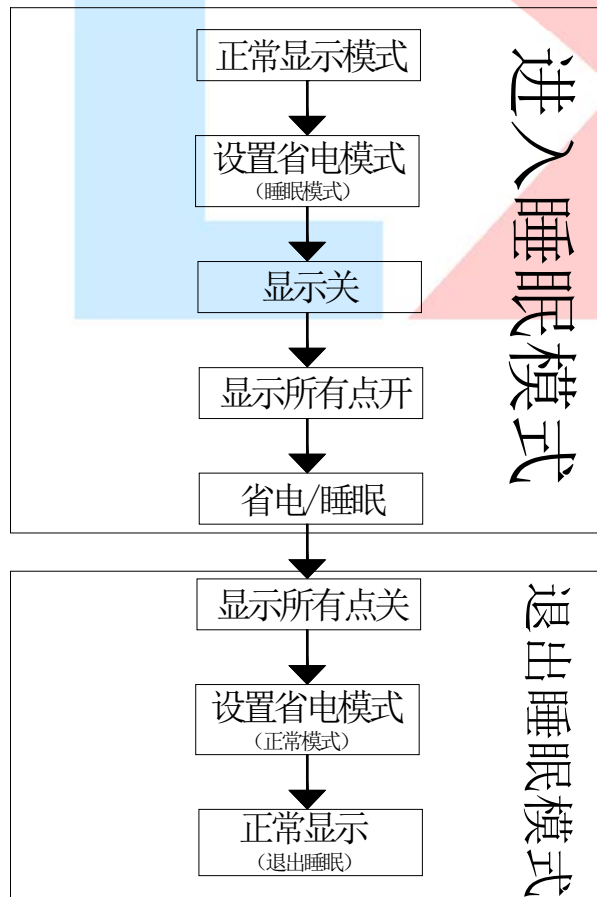 正常显示模式
设置省电模式
（睡眠模式）
显示关
显示所有点开
省电/睡眠
进入睡眠模式
显示所有点关
设置省电模式
（正常模式）
正常显示
（退出睡眠）
退出睡眠模式